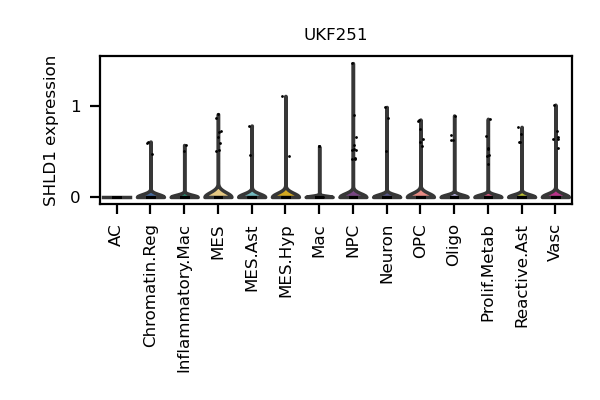 UKF251
SHLD1 expression
1
0
AC
Chromatin.Reg
Inflammatory.Mac
MES
MES.Ast
MES.Hyp
Mac
NPC
Neuron
OPC
Oligo
Prolif.Metab
Reactive.Ast
Vasc